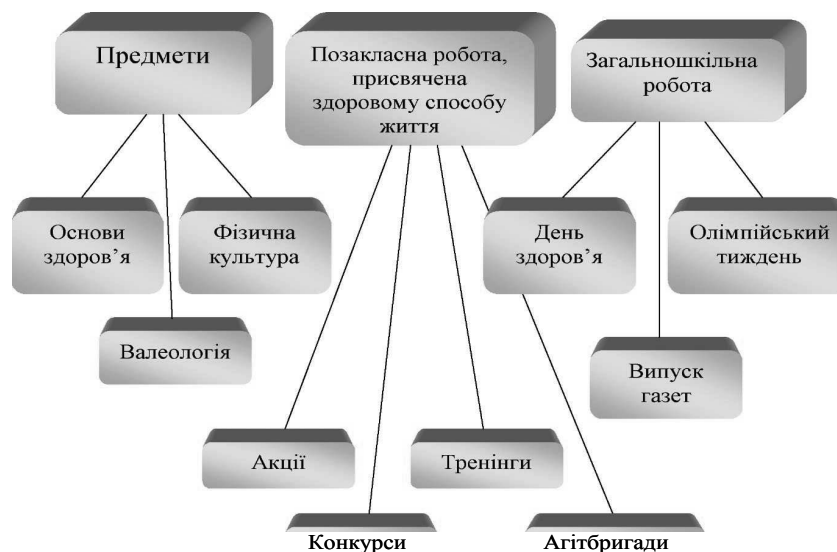 Предмети
Позакласна робота,
присвячена
здоровому способу
життя
Загальношкільна
робота
Основи
здоров’я
Фізична
культура
День
здоров’я
Олімпійський
тиждень
Валеологія
Випуск
газет
Акції
Тренінги
Конкурси
Агітбригади